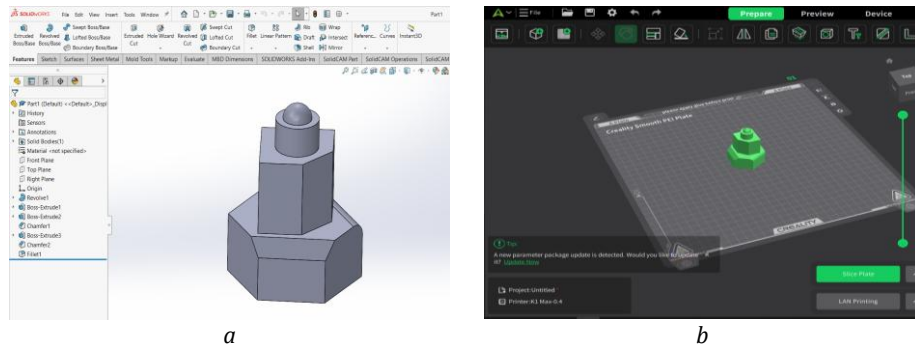 SOLIDWORKS File Edit View Insert Tools Window Part1
Extruded Boss/Base
Revolved Boss/Base
Swept Boss/Base
Lofted Boss/Base
Boundary Boss/Base
Extruded Cut
Hole Wizard
Revolved Cut
Swept Cut
Lofted Cut
Boundary Cut
Fillet
Linear Pattern
Rib
Draft
Shell
Wrap
Intersect
Mirror
Referenc...
Curves
Instant3D
Features Sketch Surfaces Sheet Metal Mold Tools Markup Evaluate MBD Dimensions SOLIDWORKS Add-Ins SolidCAM Part SolidCAM Operations SolidCAM
Part1 (Default) <<Default>_Displ
History
Sensors
Annotations
Solid Bodies(1)
Material <not specified>
Front Plane
Top Plane
Right Plane
Origin
Revolve1
Boss-Extrude1
Boss-Extrude2
Chamfer1
Boss-Extrude3
Chamfer2
Fillet1
a
File
Prepare Preview Device
01
Creality Smooth PEI Plate
CREALITY
Tip:
A new parameter package update is detected. Would you like to update
it? Update Now
Project:Untitled
Printer:K1 Max-0.4
Slice Plate
LAN Printing
b